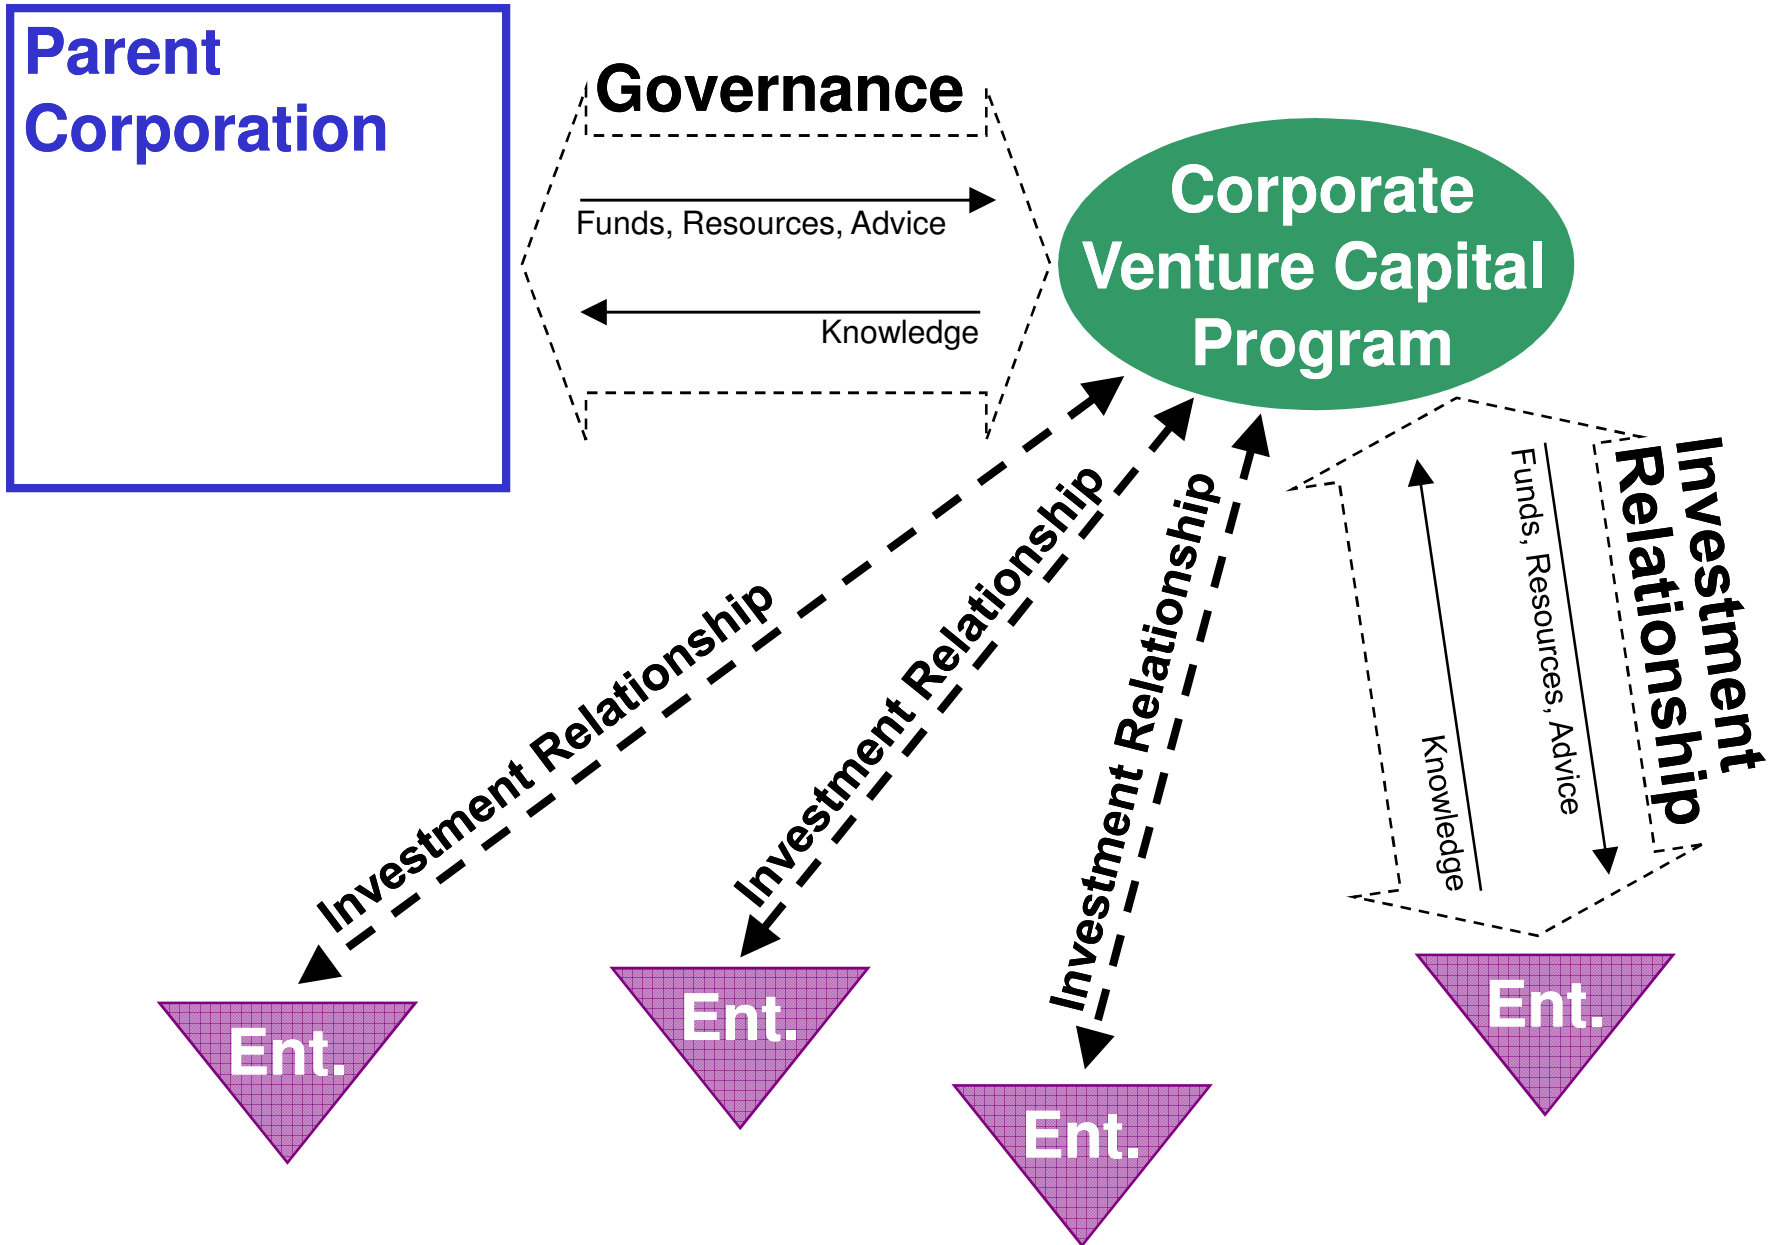 Parent
Corporation
Governance
Funds, Resources, Advice
Knowledge
Corporate
Venture Capital
Program
Investment Relationship
Investment Relationship
Investment Relationship
Knowledge
Funds, Resources, Advice
Investment
Relationship
Ent.
Ent.
Ent.
Ent.